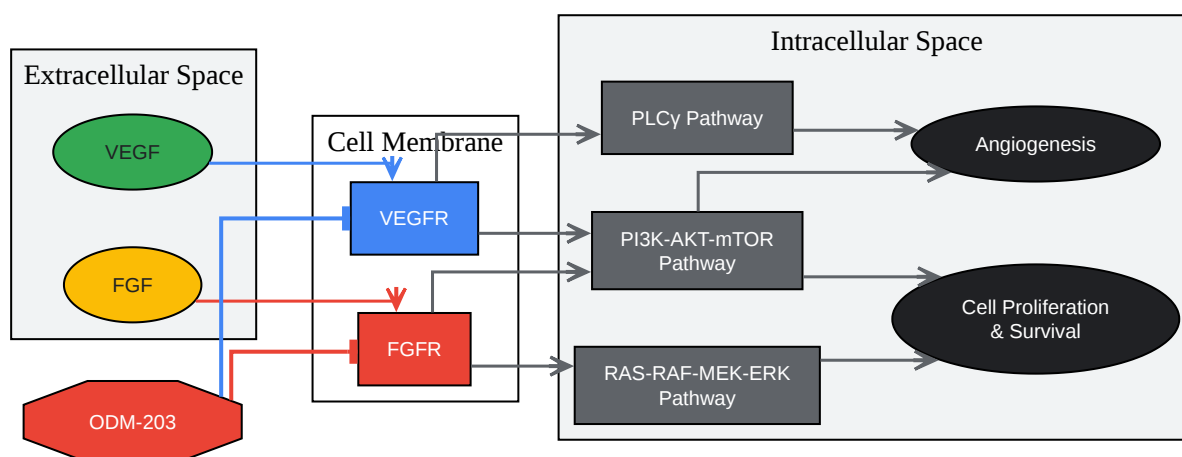 Extracellular Space
VEGF
FGF
ODM-203
Cell Membrane
VEGFR
FGFR
Intracellular Space
PLCγ Pathway
PI3K-AKT-mTOR
Pathway
RAS-RAF-MEK-ERK
Pathway
Angiogenesis
Cell Proliferation
& Survival